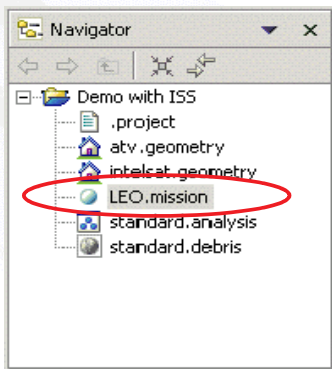 Navigator
Demo with ISS
.project
atv.geometry
intelsat.geometry
LEO.mission
standard.analysis
standard.debris